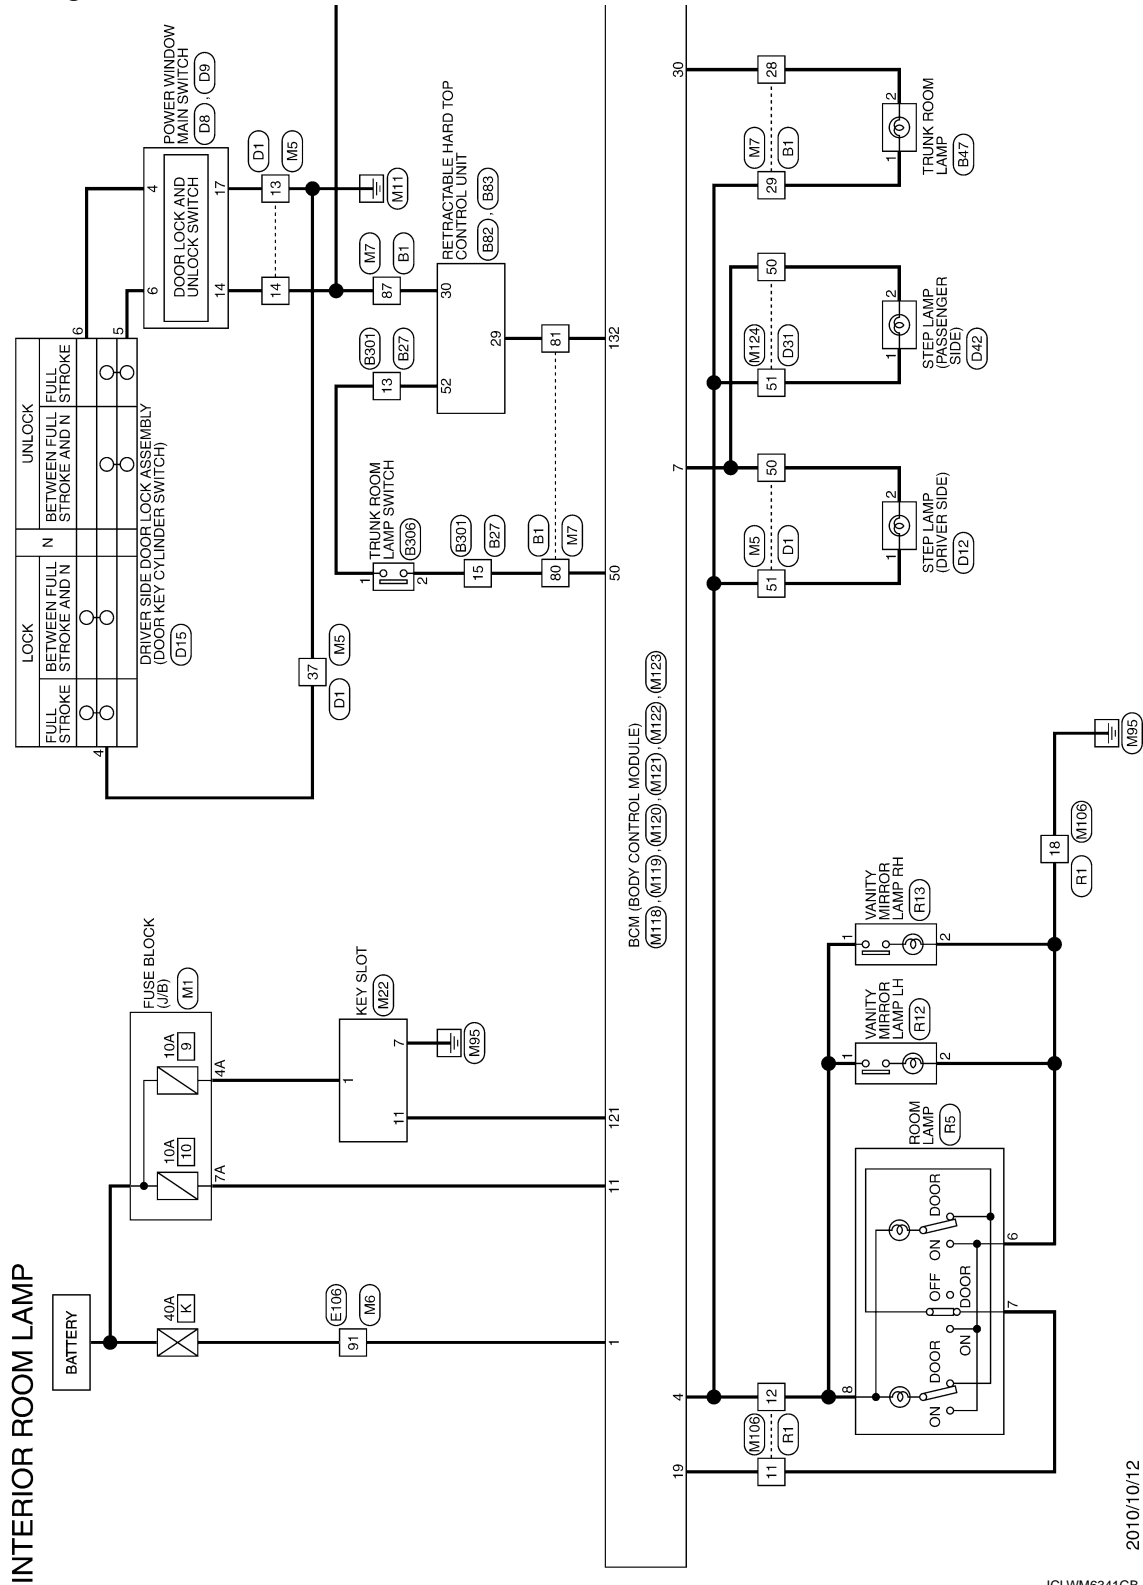 INTERIOR ROOM LAMP
BATTERY
40A
K
E106
91
M6
1
FUSE BLOCK
(J/B)
M1
10A
10
10A
9
7A
4A
11
KEY SLOT
M22
1
7
11
M95
121
LOCK
N
UNLOCK
FULL
STROKE
BETWEEN FULL
STROKE AND N
BETWEEN FULL
STROKE AND N
FULL
STROKE
4
6
5
DRIVER SIDE DOOR LOCK ASSEMBLY
(DOOR KEY CYLINDER SWITCH)
D15
D1
37
M5
POWER WINDOW
MAIN SWITCH
D8 , D9
DOOR LOCK AND
UNLOCK SWITCH
6
4
14
17
14
13
D1
M5
M11
TRUNK ROOM
LAMP SWITCH
B306
1
2
B301
15
B27
B1
80
M7
50
B301
13
B27
M7
87
B1
RETRACTABLE HARD TOP
CONTROL UNIT
B82 , B83
52
30
29
81
132
BCM (BODY CONTROL MODULE)
M118 , M119 , M120 , M121 , M122 , M123
19
4
7
30
M106
11
12
R1
8
ROOM
LAMP
R5
ON
DOOR
ON
DOOR
OFF
ON
DOOR
7
6
VANITY
MIRROR
LAMP LH
R12
1
2
VANITY
MIRROR
LAMP RH
R13
1
2
R1
18
M106
M95
M5
51
50
D1
1
2
STEP LAMP
(DRIVER SIDE)
D12
M124
51
50
D31
1
2
STEP LAMP
(PASSENGER
SIDE)
D42
M7
29
28
B1
1
2
TRUNK ROOM
LAMP
B47
2010/10/12